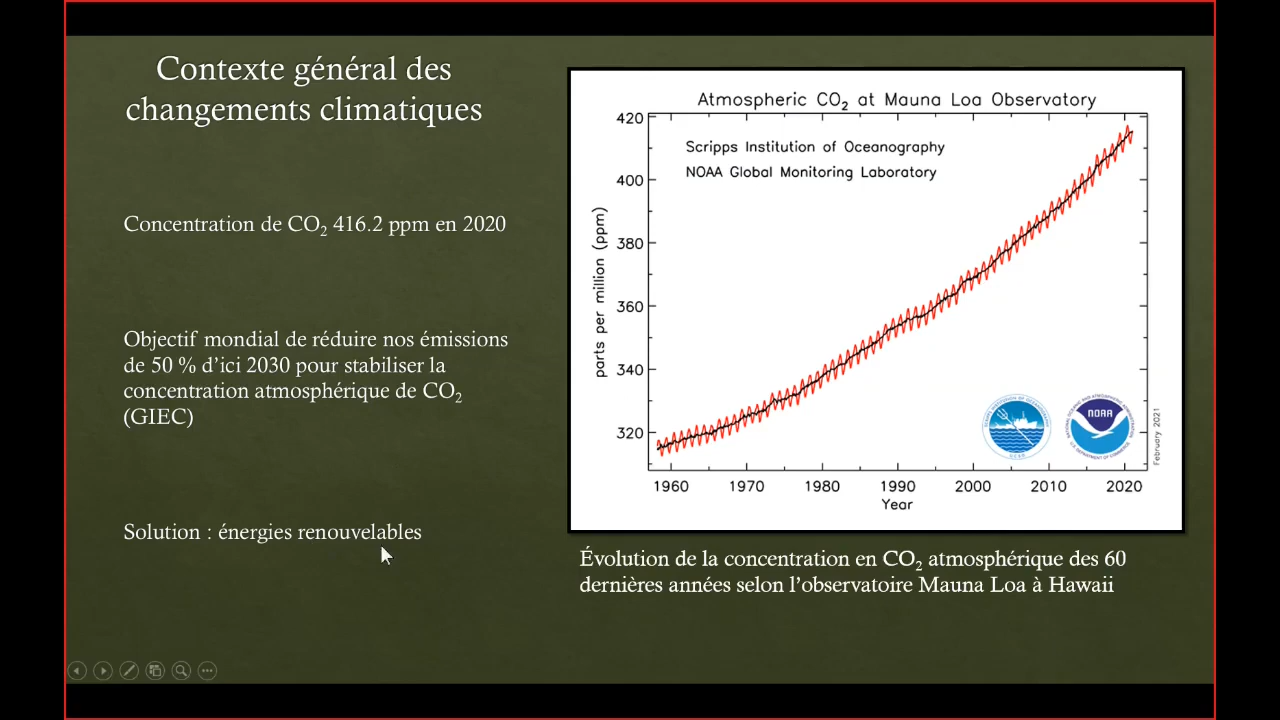 Contexte général des
changements climatiques
Concentration de CO₂ 416.2 ppm en 2020
Objectif mondial de réduire nos émissions
de 50 % d’ici 2030 pour stabiliser la
concentration atmosphérique de CO₂
(GIEC)
Solution : énergies renouvelables
Atmospheric CO₂ at Mauna Loa Observatory
Scripps Institution of Oceanography
NOAA Global Monitoring Laboratory
parts per million (ppm)
420
400
380
360
340
320
1960 1970 1980 1990 2000 2010 2020
Year
NOAA
February 2021
Évolution de la concentration en CO₂ atmosphérique des 60
dernières années selon l’observatoire Mauna Loa à Hawaii